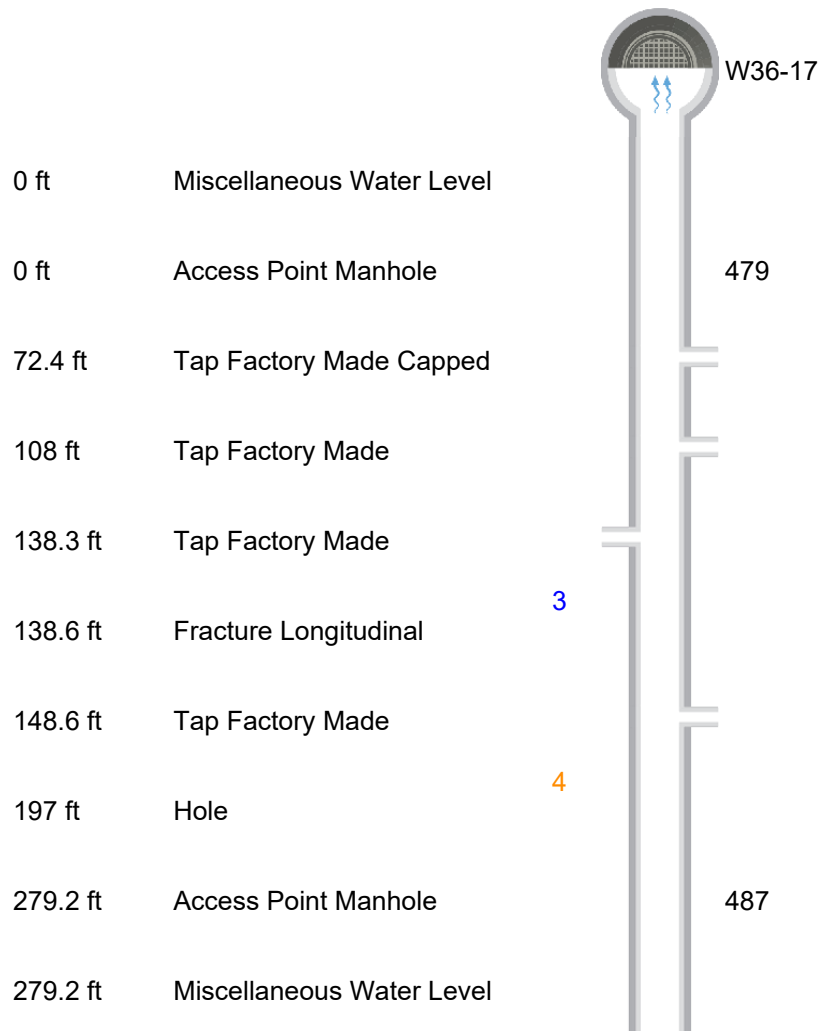 W36-17
0 ft Miscellaneous Water Level
0 ft Access Point Manhole 479
72.4 ft Tap Factory Made Capped
108 ft Tap Factory Made
138.3 ft Tap Factory Made
3
138.6 ft Fracture Longitudinal
148.6 ft Tap Factory Made
4
197 ft Hole
279.2 ft Access Point Manhole 487
279.2 ft Miscellaneous Water Level